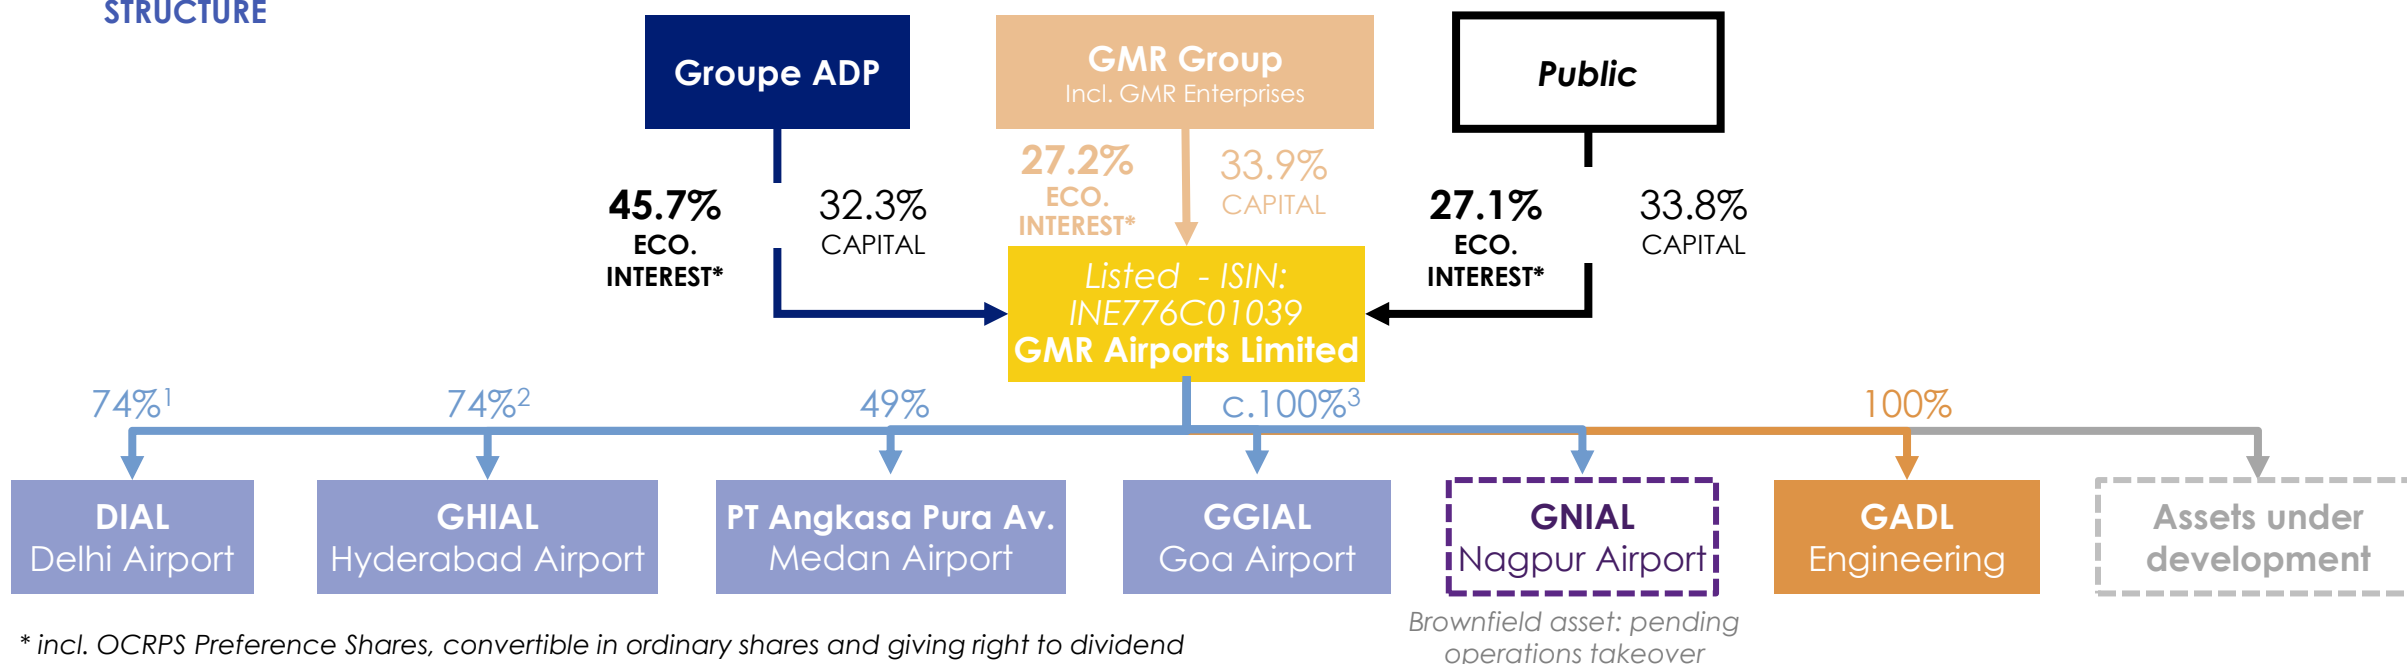 STRUCTURE
Groupe ADP
GMR Group
Incl. GMR Enterprises
Public
45.7%
ECO.
INTEREST*
32.3%
CAPITAL
27.2%
ECO.
INTEREST*
33.9%
CAPITAL
27.1%
ECO.
INTEREST*
33.8%
CAPITAL
Listed - ISIN:
INE776C01039
GMR Airports Limited
74%1
74%2
49%
c.100%3
100%
DIAL
Delhi Airport
GHIAL
Hyderabad Airport
PT Angkasa Pura Av.
Medan Airport
GGIAL
Goa Airport
GNIAL
Nagpur Airport
GADL
Engineering
Assets under
development
Brownfield asset: pending
operations takeover
* incl. OCRPS Preference Shares, convertible in ordinary shares and giving right to dividend